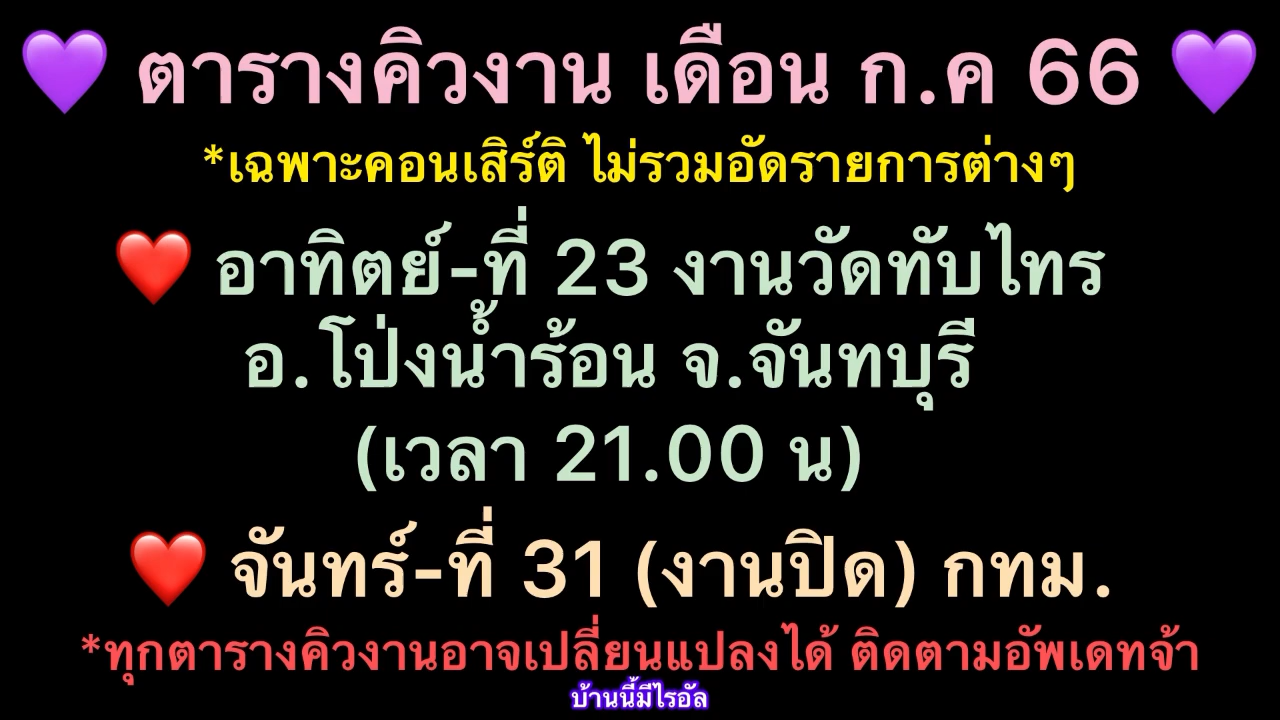 💜 ตารางคิวงาน เดือน ก.ค 66 💜
*เฉพาะคอนเสิร์ติ ไม่รวมอัดรายการต่างๆ
❤️ อาทิตย์-ที่ 23 งานวัดทับไทร
อ.โป่งน้ำร้อน จ.จันทบุรี
(เวลา 21.00 น)
❤️ จันทร์-ที่ 31 (งานปิด) กทม.
*ทุกตารางคิวงานอาจเปลี่ยนแปลงได้ ติดตามอัพเดทจ้า
บ้านนี้มีไรอัล